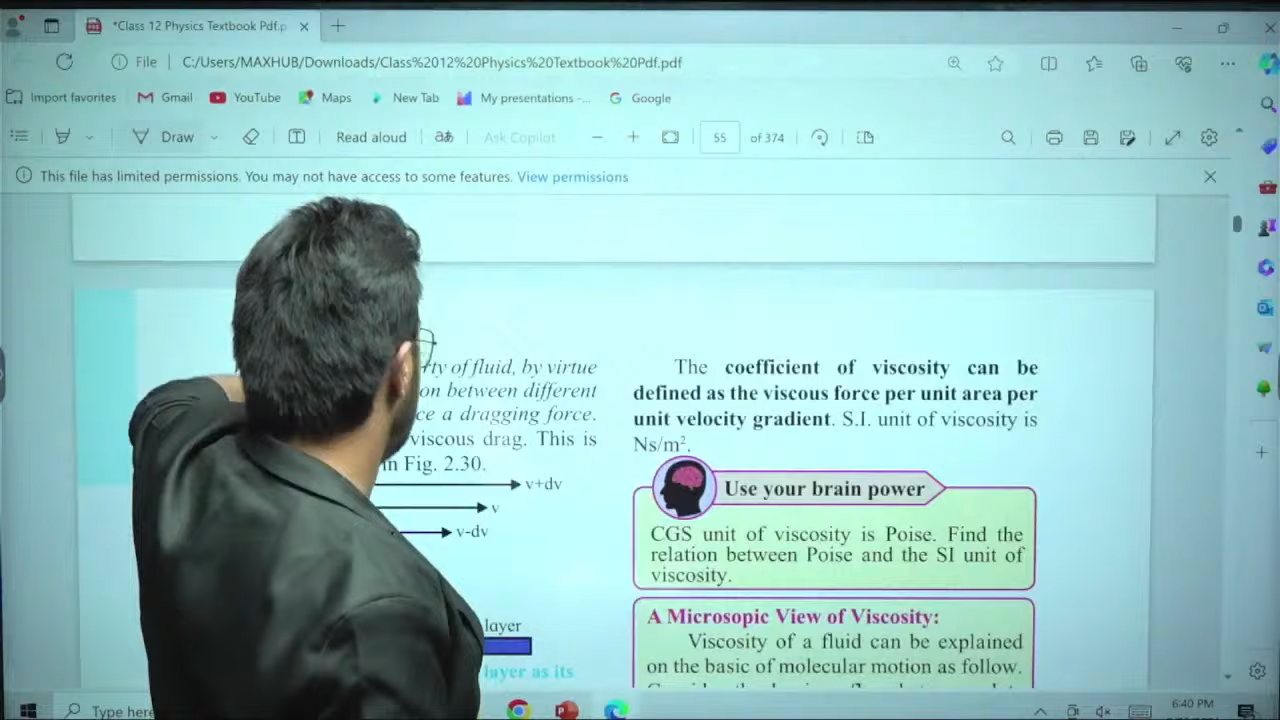 *Class 12 Physics Textbook Pdf.p
File C:/Users/MAXHUB/Downloads/Class%2012%20Physics%20Textbook%20Pdf.pdf
Import favorites Gmail YouTube Maps New Tab My presentations -... Google
Draw Read aloud Ask Copilot 55 of 374
This file has limited permissions. You may not have access to some features. View permissions
of fluid, by virtue
between different
a dragging force.
viscous drag. This is
in Fig. 2.30.
v+dv
v
v-dv
layer
layer as its
The coefficient of viscosity can be
defined as the viscous force per unit area per
unit velocity gradient. S.I. unit of viscosity is
Ns/m².
Use your brain power
CGS unit of viscosity is Poise. Find the
relation between Poise and the SI unit of
viscosity.
A Microsopic View of Viscosity:
Viscosity of a fluid can be explained
on the basic of molecular motion as follow.
Type here
6:40 PM